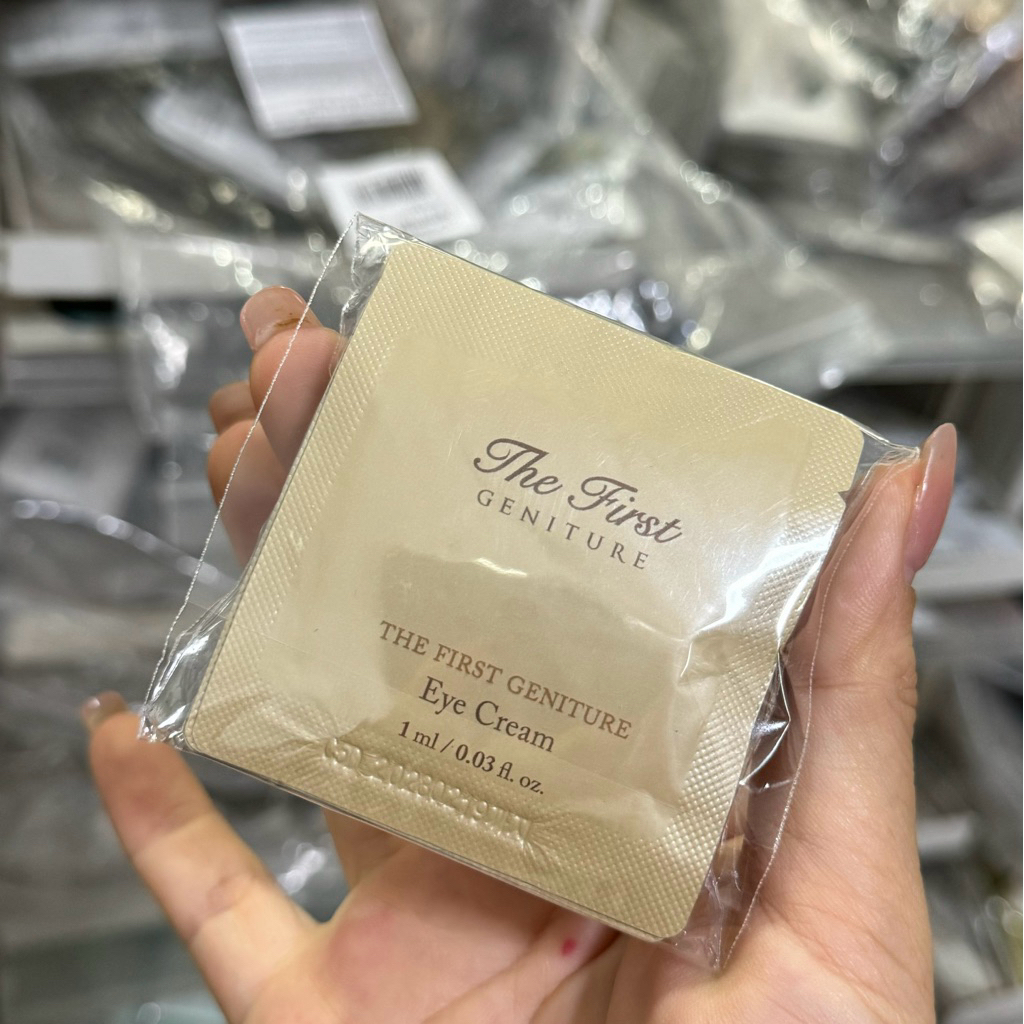 The First
GENITURE
THE FIRST GENITURE
Eye Cream
1 ml / 0.03 fl. oz.